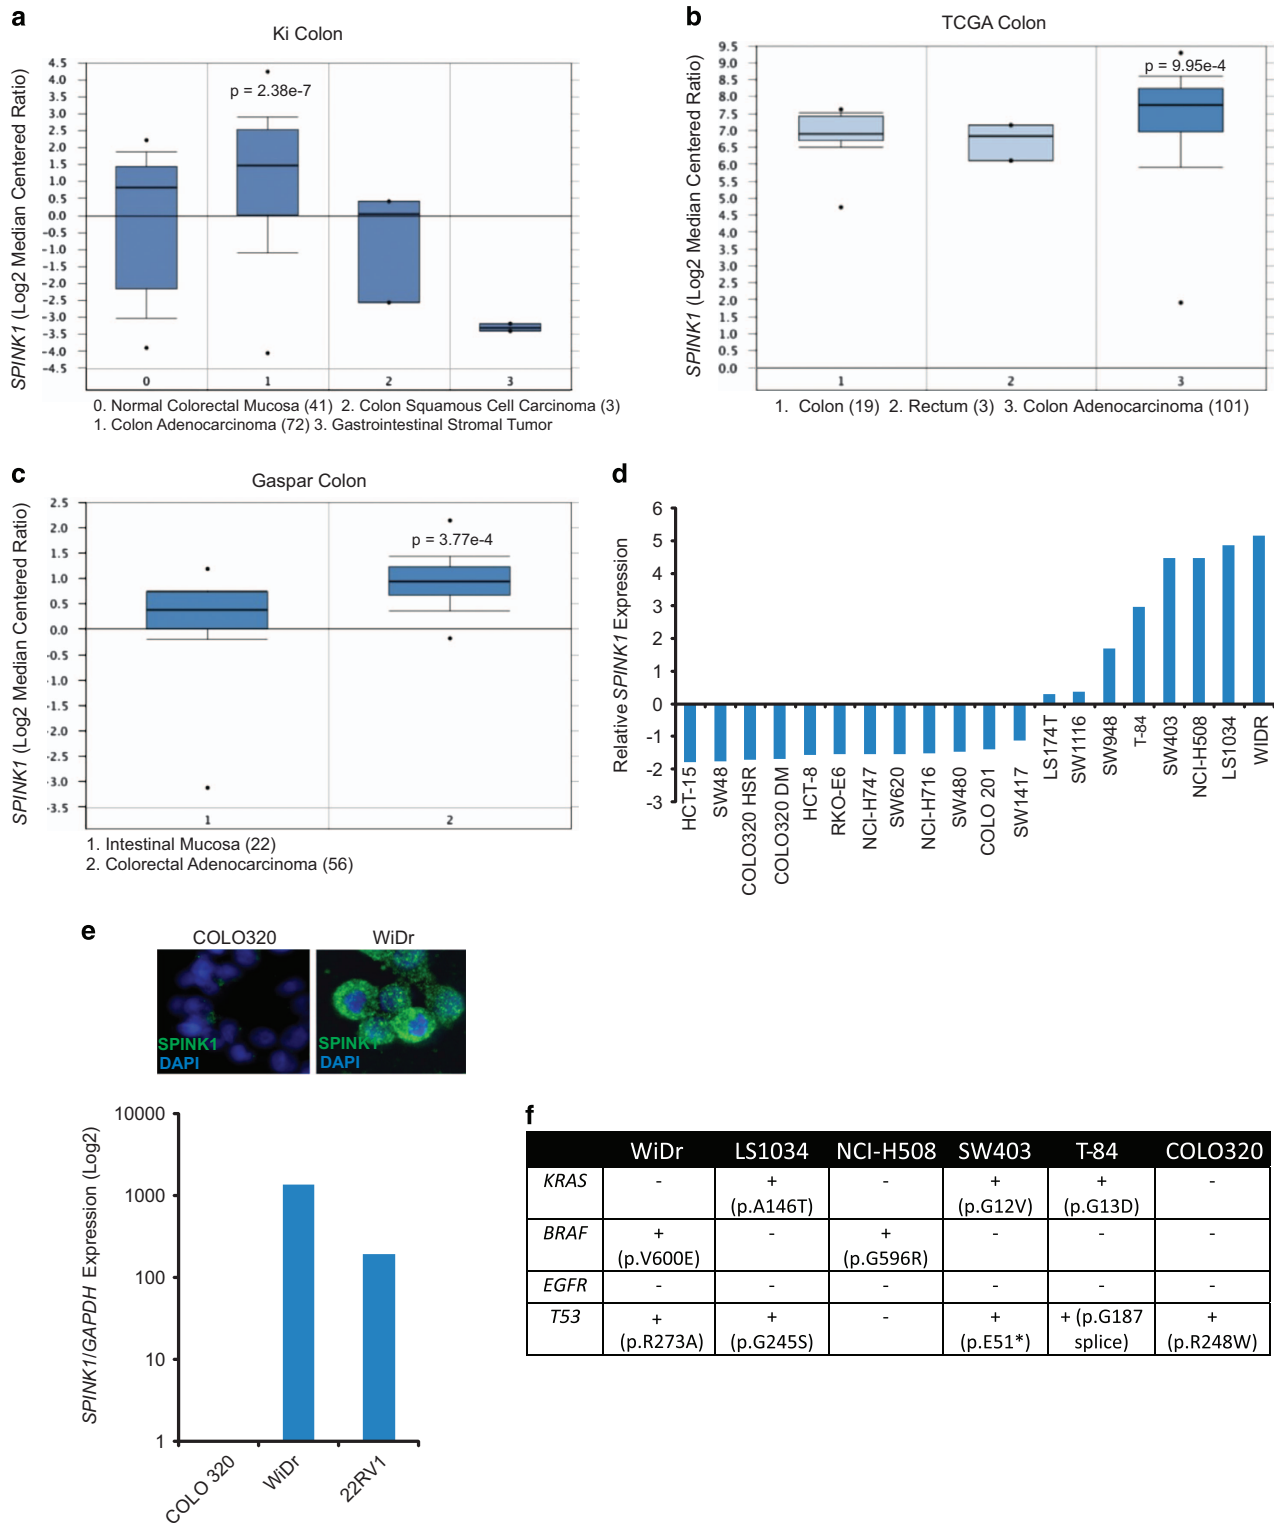 a
Ki Colon
SPINK1 (Log2 Median Centered Ratio)
4.5
4.0
3.5
3.0
2.5
2.0
1.5
1.0
0.5
0.0
-0.5
-1.0
-1.5
-2.0
-2.5
-3.0
-3.5
-4.0
-4.5
p = 2.38e-7
0 1 2 3
0. Normal Colorectal Mucosa (41) 2. Colon Squamous Cell Carcinoma (3)
1. Colon Adenocarcinoma (72) 3. Gastrointestinal Stromal Tumor
b
TCGA Colon
SPINK1 (Log2 Median Centered Ratio)
9.5
9.0
8.5
8.0
7.5
7.0
6.5
6.0
5.5
5.0
4.5
4.0
3.5
3.0
2.5
2.0
1.5
1.0
0.5
0.0
p = 9.95e-4
1 2 3
1. Colon (19) 2. Rectum (3) 3. Colon Adenocarcinoma (101)
c
Gaspar Colon
SPINK1 (Log2 Median Centered Ratio)
2.5
2.0
1.5
1.0
0.5
0.0
-0.5
-1.0
-1.5
-2.0
-2.5
-3.0
-3.5
p = 3.77e-4
1 2
1. Intestinal Mucosa (22)
2. Colorectal Adenocarcinoma (56)
d
Relative SPINK1 Expression
6
5
4
3
2
1
0
-1
-2
-3
HCT-15
SW48
COLO320 HSR
COLO320 DM
HCT-8
RKO-E6
NCI-H747
SW620
NCI-H716
SW480
COLO 201
SW1417
LS174T
SW1116
SW948
T-84
SW403
NCI-H508
LS1034
WIDR
e
COLO320 WiDr
SPINK1
DAPI
SPINK1
DAPI
SPINK1/GAPDH Expression (Log2)
10000
1000
100
10
1
COLO 320
WiDr
22RV1
f
WiDr LS1034 NCI-H508 SW403 T-84 COLO320
KRAS - + (p.A146T) - + (p.G12V) + (p.G13D) -
BRAF + (p.V600E) - + (p.G596R) - - -
EGFR - - - - - -
T53 + (p.R273A) + (p.G245S) - + (p.E51*) + (p.G187 splice) + (p.R248W)